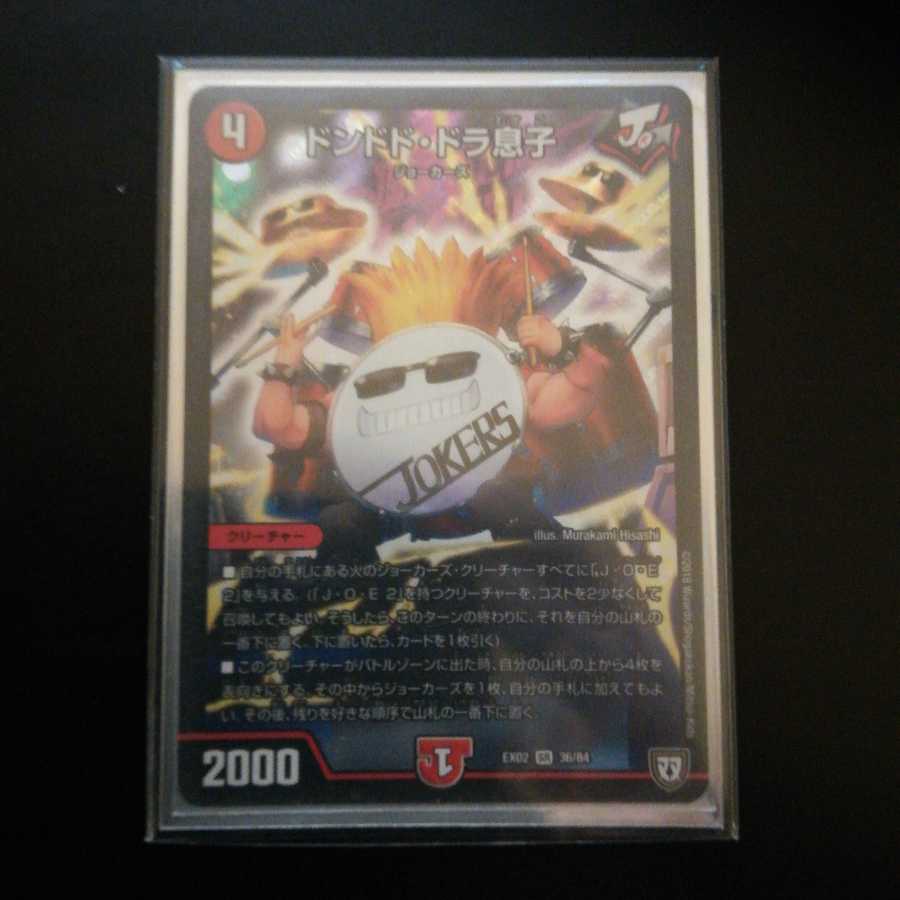 4
ドンドド・ドラ息子
ジョーカーズ
J
JOKERS
クリーチャー
illus. Murakami Hisashi
■ 自分の手札にある火のジョーカーズ・クリーチャーすべてに「J・O・E
2」を与える。(「J・O・E 2」を持つクリーチャーを、コストを2少なくして
召喚してもよい。そうしたら、このターンの終わりに、それを自分の山札の
一番下に置く。下に置いたら、カードを1枚引く)
■ このクリーチャーがバトルゾーンに出た時、自分の山札の上から4枚を
表向きにする。その中からジョーカーズを1枚、自分の手札に加えてもよ
い。その後、残りを好きな順序で山札の一番下に置く。
2000
1
EX02 SR 36/84
©2018 Wizards/Shogakukan